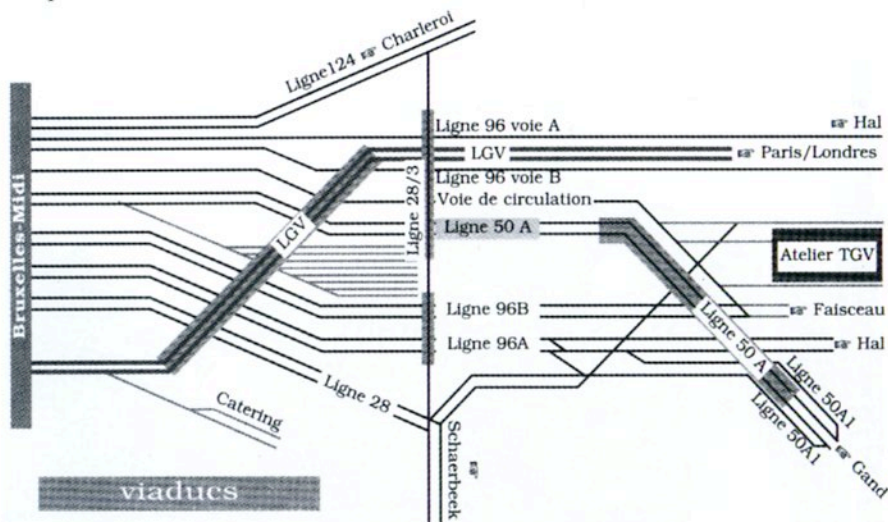 Ligne124 ☞ Charleroi
Bruxelles-Midi
Ligne 96 voie A
☞ Hal
LGV
☞ Paris/Londres
Ligne 96 voie B
Ligne 28/3
Voie de circulation
LGV
Ligne 50 A
Atelier TGV
Ligne 96B
☞ Faisceau
Ligne 50 A
Ligne 96A
☞ Hal
Ligne 28
Catering
Ligne 50A1
Ligne 50A1
☞ Gand
Schaerbeek ☞
viaducs